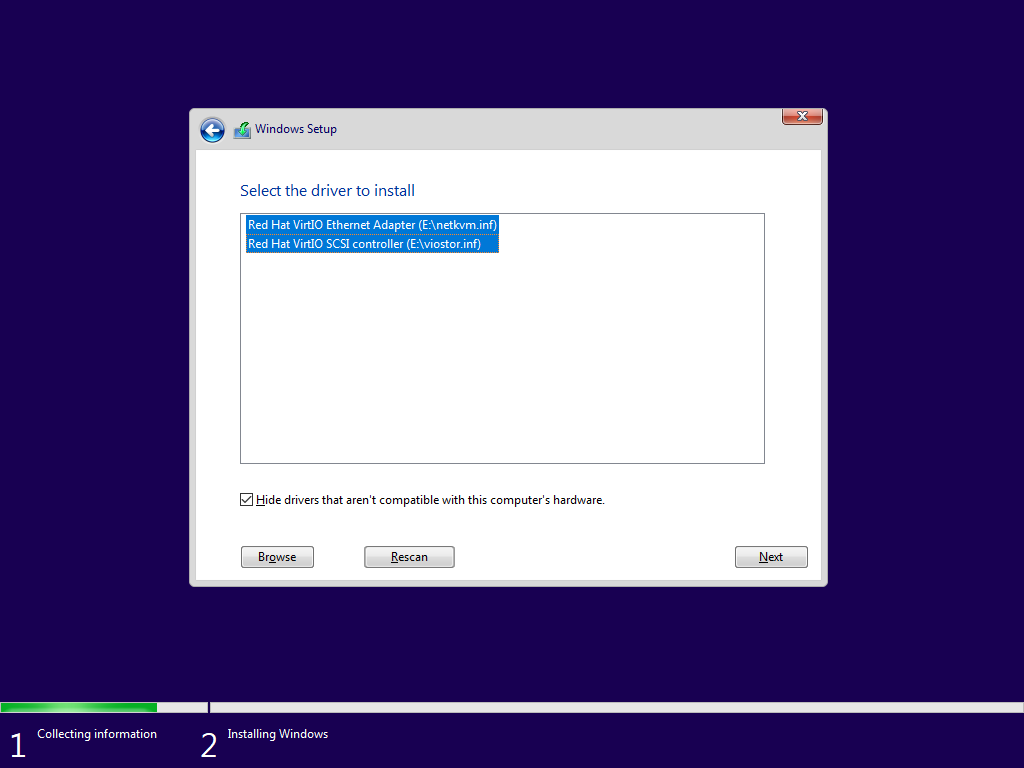 Windows Setup
Select the driver to install
Red Hat VirtIO Ethernet Adapter (E:\netkvm.inf)
Red Hat VirtIO SCSI controller (E:\viostor.inf)
Hide drivers that aren't compatible with this computer's hardware.
Browse
Rescan
Next
1 Collecting information
2 Installing Windows